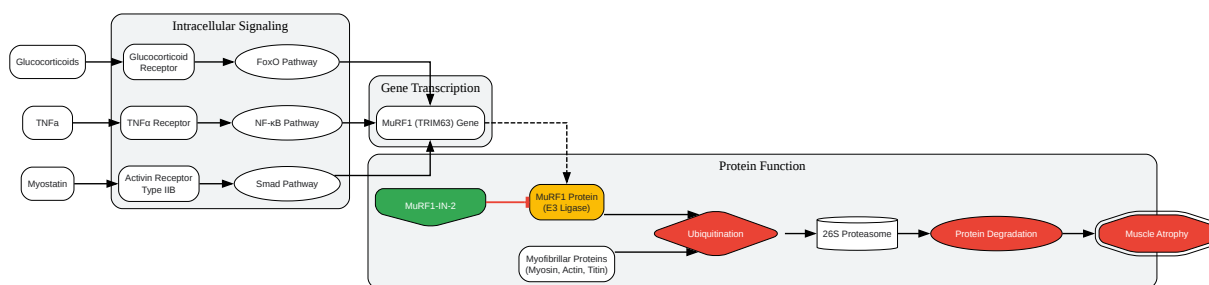 Intracellular Signaling
Glucocorticoids
Glucocorticoid
Receptor
FoxO Pathway
Gene Transcription
TNFa
TNFα Receptor
NF-κB Pathway
MuRF1 (TRIM63) Gene
Myostatin
Activin Receptor
Type IIB
Smad Pathway
Protein Function
MuRF1-IN-2
MuRF1 Protein
(E3 Ligase)
Ubiquitination
26S Proteasome
Protein Degradation
Muscle Atrophy
Myofibrillar Proteins
(Myosin, Actin, Titin)